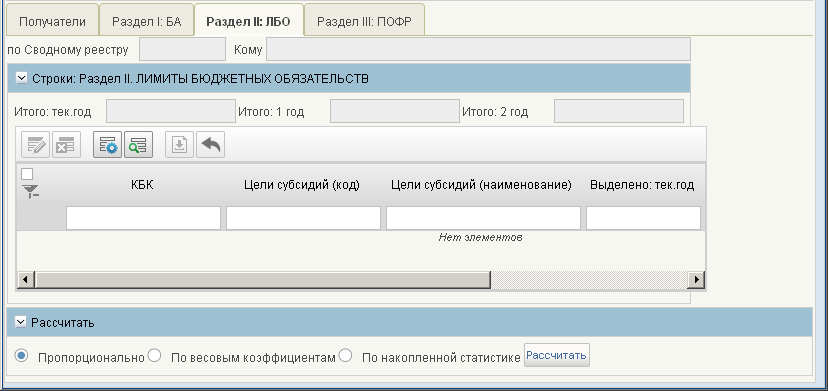 Получатели Раздел I: БА Раздел II: ЛБО Раздел III: ПОФР
по Сводному реестру Кому
Строки: Раздел II. ЛИМИТЫ БЮДЖЕТНЫХ ОБЯЗАТЕЛЬСТВ
Итого: тек.год Итого: 1 год Итого: 2 год
КБК Цели субсидий (код) Цели субсидий (наименование) Выделено: тек.год
Нет элементов
Рассчитать
Пропорционально По весовым коэффициентам По накопленной статистике Рассчитать